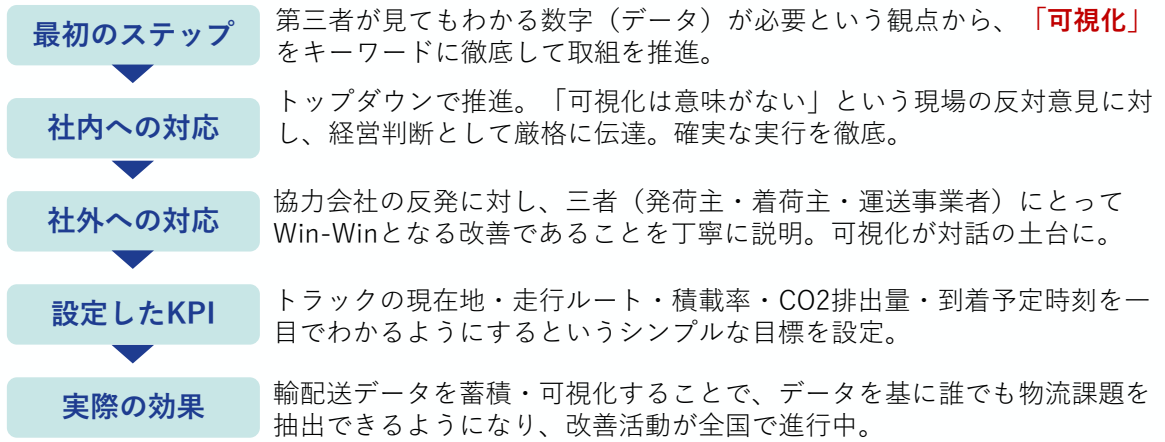 最初のステップ
第三者が見てもわかる数字（データ）が必要という観点から、「可視化」
をキーワードに徹底して取組を推進。
社内への対応
トップダウンで推進。「可視化は意味がない」という現場の反対意見に対
し、経営判断として厳格に伝達。確実な実行を徹底。
社外への対応
協力会社の反発に対し、三者（発荷主・着荷主・運送事業者）にとって
Win-Winとなる改善であることを丁寧に説明。可視化が対話の土台に。
設定したKPI
トラックの現在地・走行ルート・積載率・CO2排出量・到着予定時刻を一
目でわかるようにするというシンプルな目標を設定。
実際の効果
輸配送データを蓄積・可視化することで、データを基に誰でも物流課題を
抽出できるようになり、改善活動が全国で進行中。